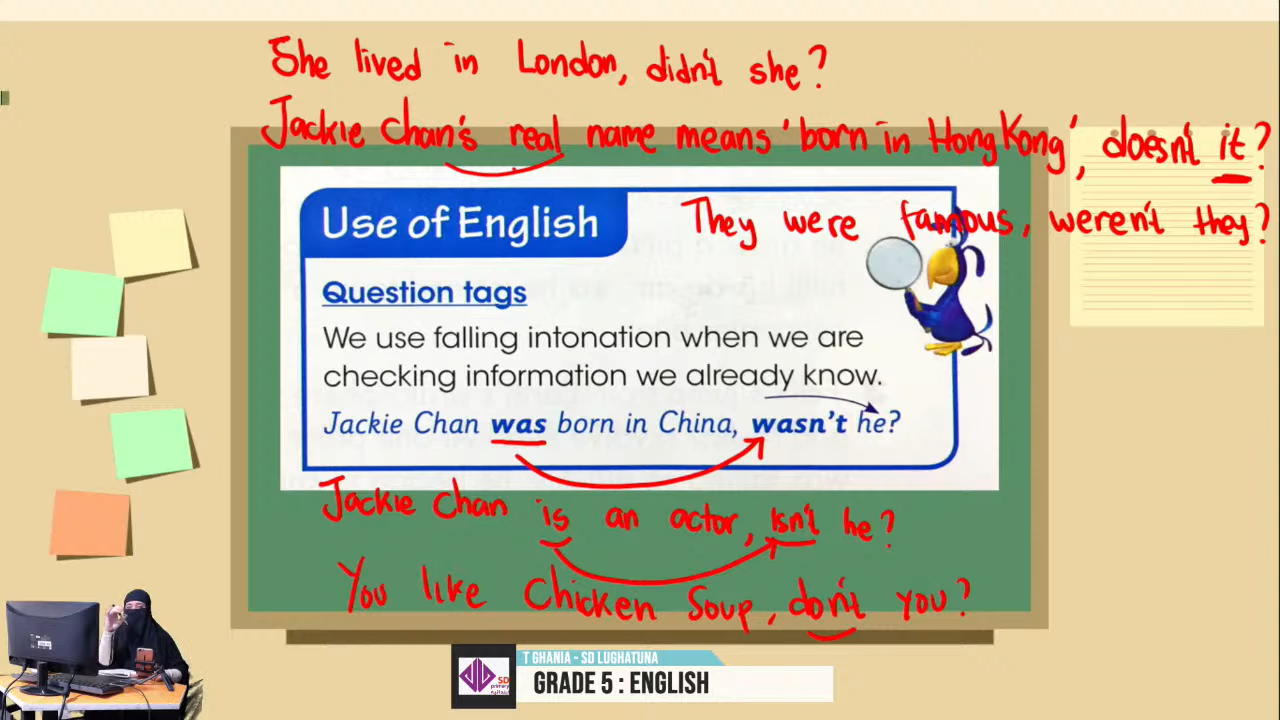 She lived in London, didn't she?
Jackie Chan's real name means 'born in Hong Kong', doesn't it?
They were famous, weren't they?
Use of English
Question tags
We use falling intonation when we are
checking information we already know.
Jackie Chan was born in China, wasn't he?
Jackie Chan is an actor, isn't he?
You like Chicken Soup, don't you?
T GHANIA - SD LUGHATUNA
SD
primary
GRADE 5 : ENGLISH